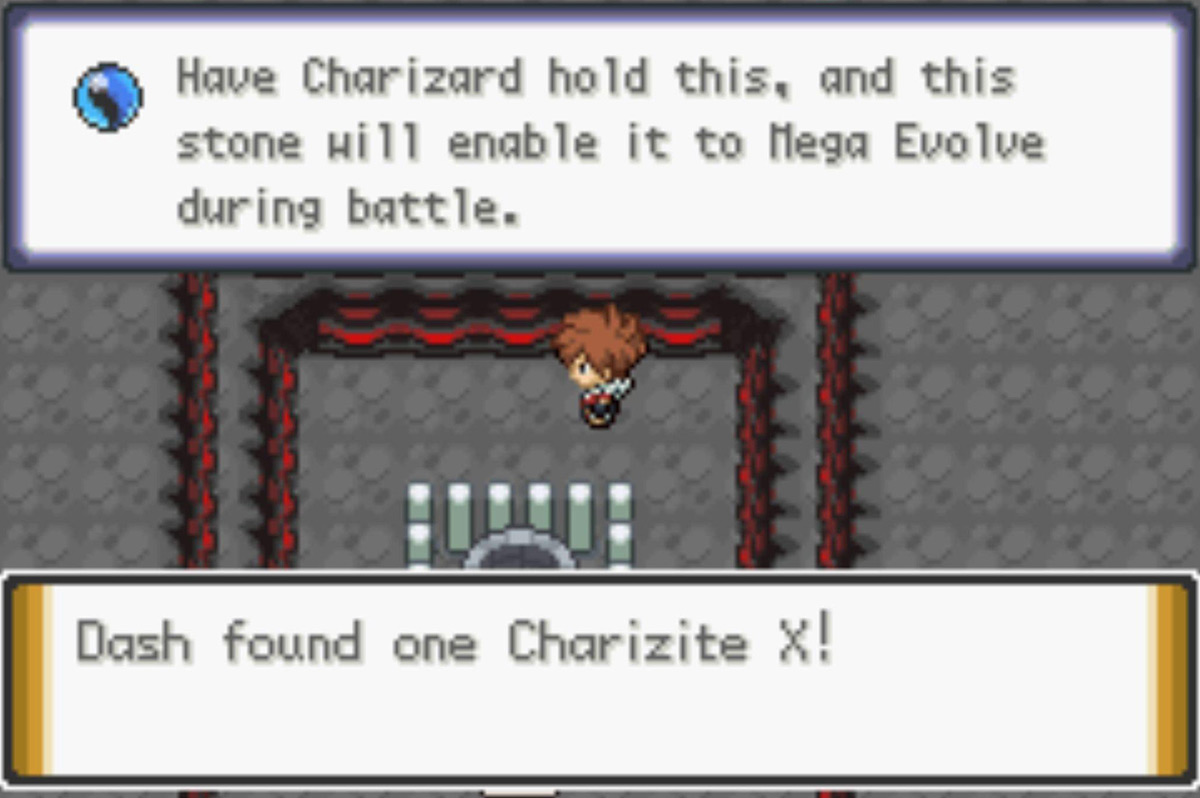 Have Charizard hold this, and this
stone will enable it to Mega Evolve
during battle.
Dash found one Charizite X!